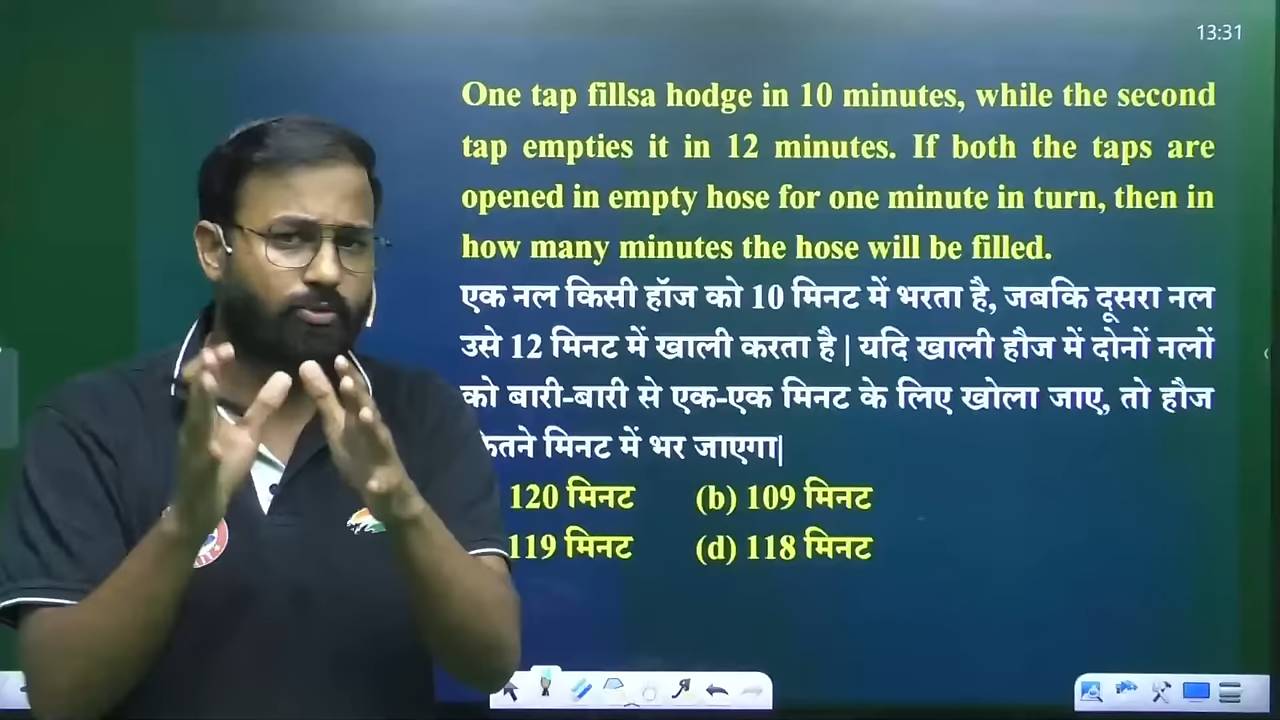 13:31
One tap fillsa hodge in 10 minutes, while the second
tap empties it in 12 minutes. If both the taps are
opened in empty hose for one minute in turn, then in
how many minutes the hose will be filled.
एक नल किसी हॉज को 10 मिनट में भरता है, जबकि दूसरा नल
उसे 12 मिनट में खाली करता है | यदि खाली हौज में दोनों नलों
को बारी-बारी से एक-एक मिनट के लिए खोला जाए, तो हौज
मिनट में भर जाएगा|
120 मिनट (b) 109 मिनट
119 मिनट (d) 118 मिनट